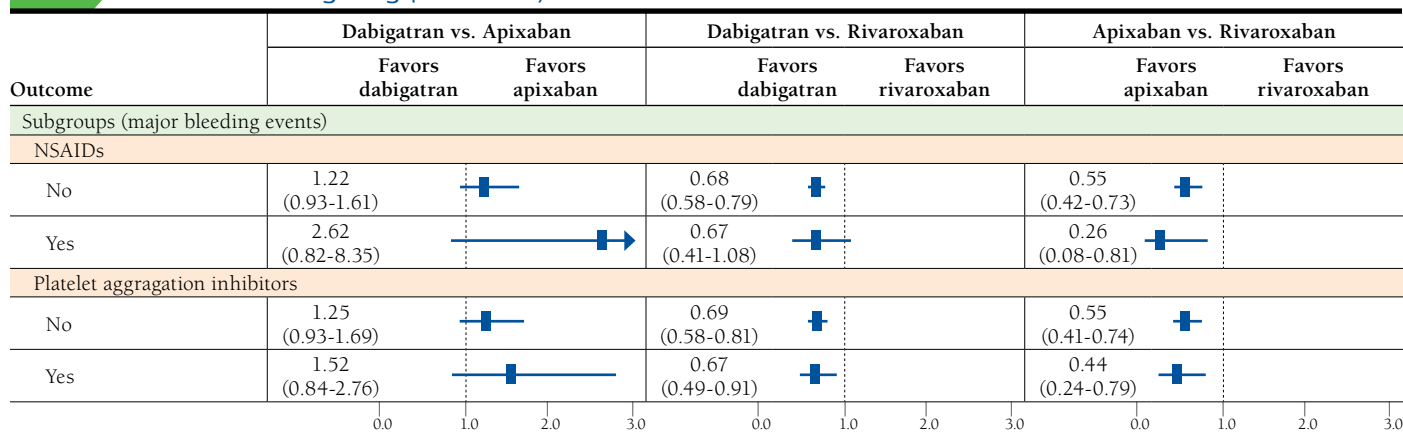 Dabigatran vs. Apixaban Dabigatran vs. Rivaroxaban Apixaban vs. Rivaroxaban
Favors Favors Favors Favors Favors Favors
Outcome dabigatran apixaban dabigatran rivaroxaban apixaban rivaroxaban
Subgroups (major bleeding events)
NSAIDs
No 1.22 0.68 0.55
(0.93-1.61) (0.58-0.79) (0.42-0.73)
Yes 2.62 0.67 0.26
(0.82-8.35) (0.41-1.08) (0.08-0.81)
Platelet aggragation inhibitors
No 1.25 0.69 0.55
(0.93-1.69) (0.58-0.81) (0.41-0.74)
Yes 1.52 0.67 0.44
(0.84-2.76) (0.49-0.91) (0.24-0.79)
0.0 1.0 2.0 3.0 0.0 1.0 2.0 3.0 0.0 1.0 2.0 3.0